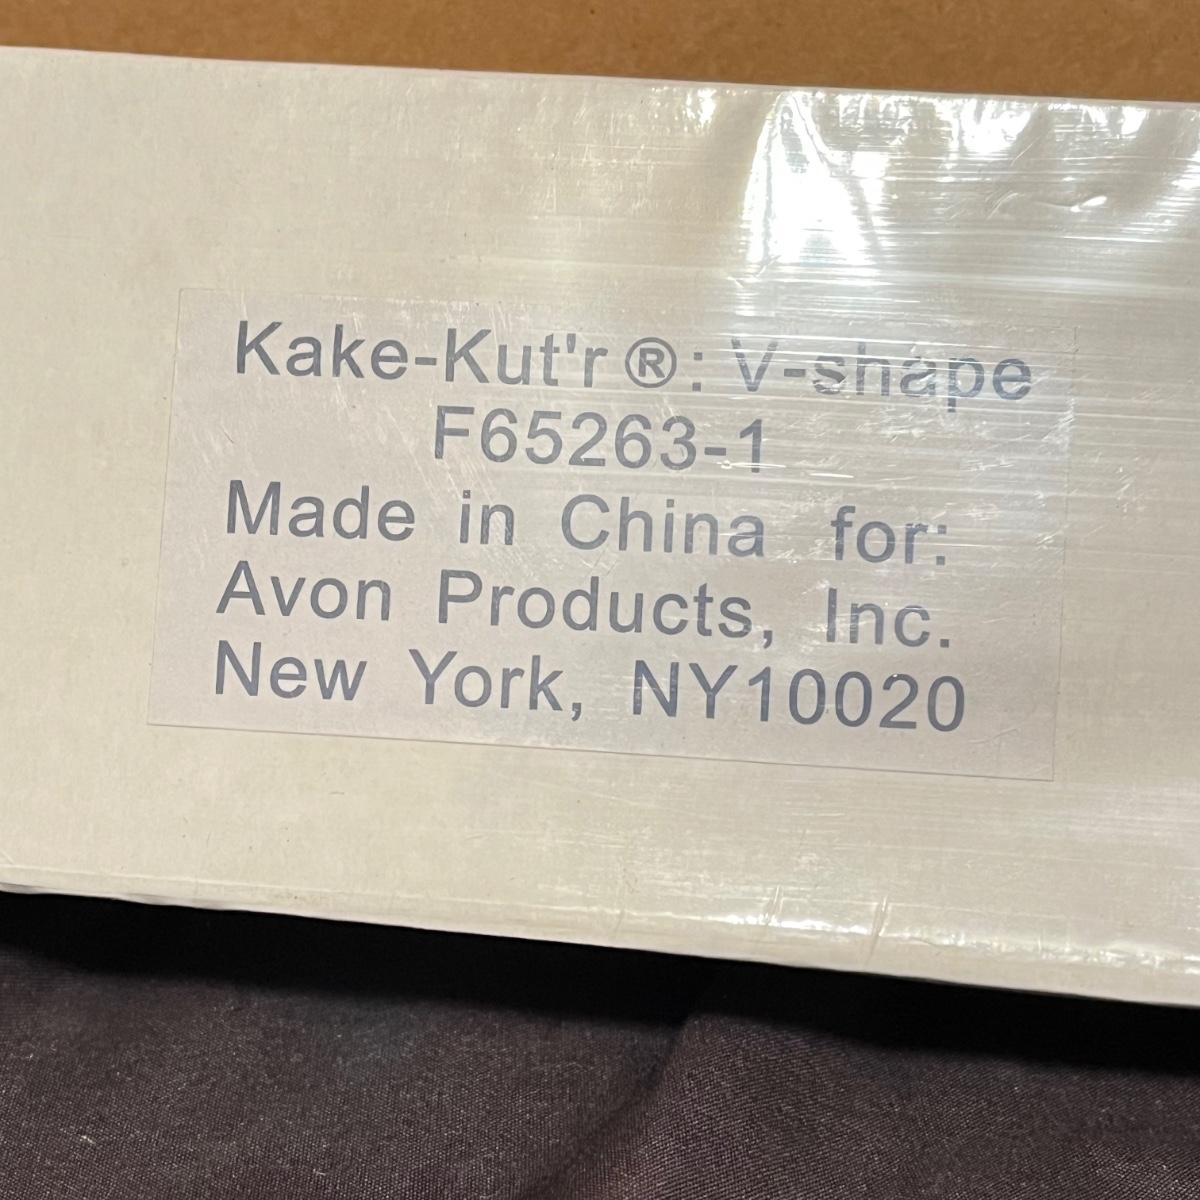 Kake-Kut'r®: V-shape
F65263-1
Made in China for:
Avon Products, Inc.
New York, NY10020